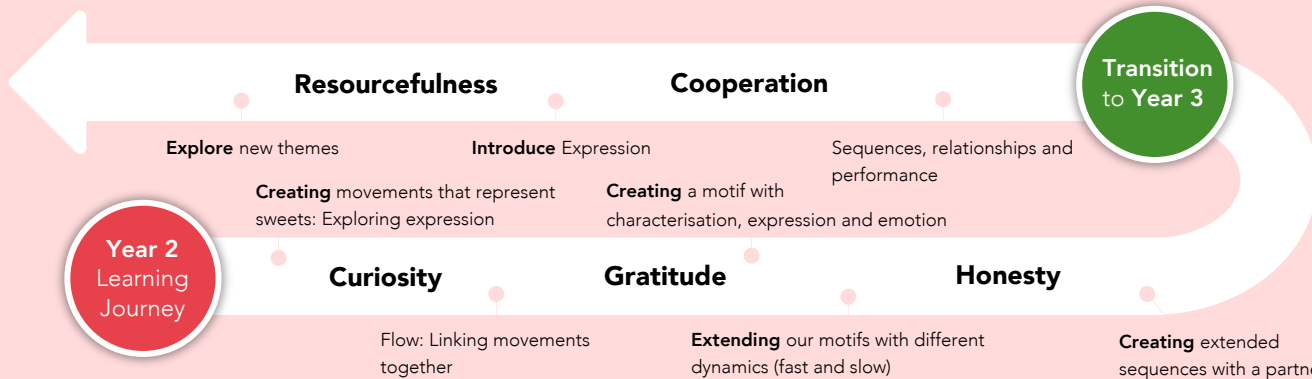 Resourcefulness
Cooperation
Transition
to Year 3
Explore new themes
Introduce Expression
Sequences, relationships and
performance
Creating movements that represent
sweets: Exploring expression
Creating a motif with
characterisation, expression and emotion
Year 2
Learning
Journey
Curiosity
Gratitude
Honesty
Flow: Linking movements
together
Extending our motifs with different
dynamics (fast and slow)
Creating extended
sequences with a